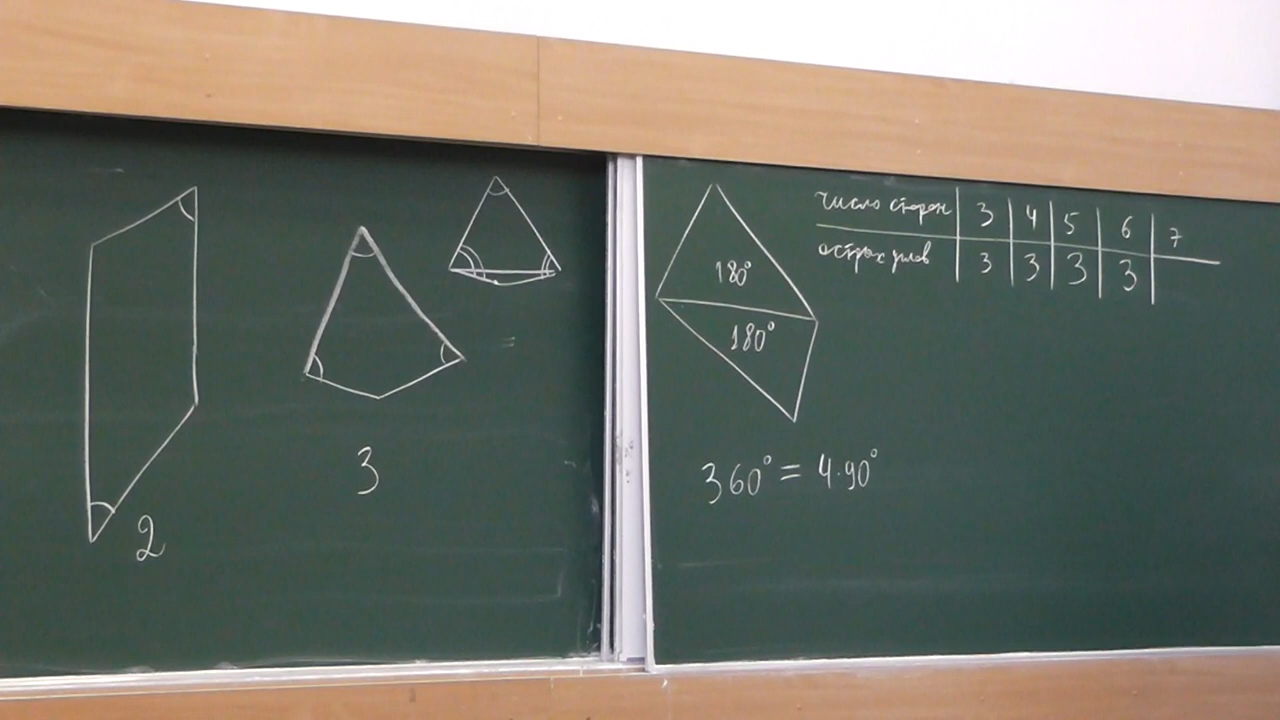 2
3
180°
180°
360° = 4·90°
число сторон 3 4 5 6 7
острых углов 3 3 3 3